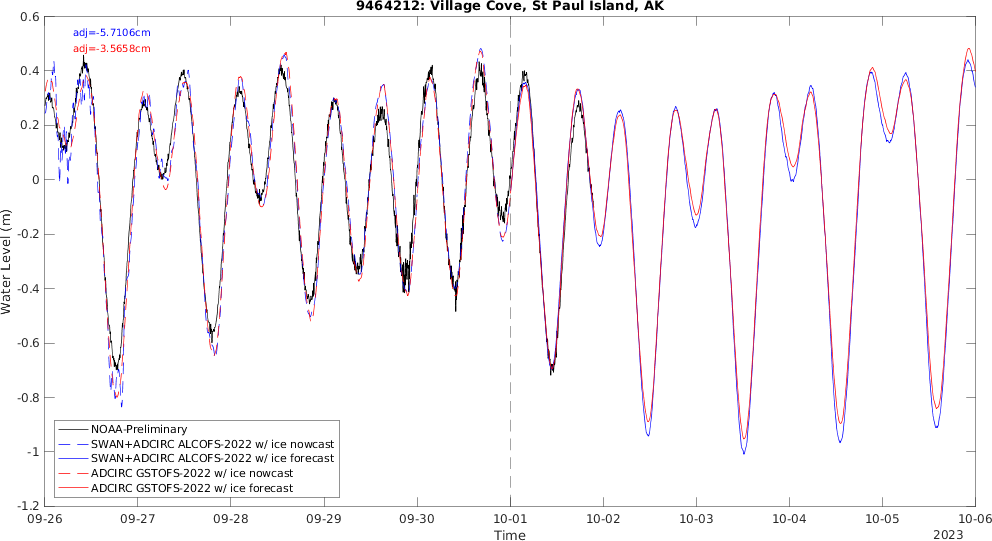 9464212: Village Cove, St Paul Island, AK
adj=-5.7106cm
adj=-3.5658cm
0.6
0.4
0.2
0
-0.2
-0.4
-0.6
-0.8
-1
-1.2
Water Level (m)
NOAA-Preliminary
SWAN+ADCIRC ALCOFS-2022 w/ ice nowcast
SWAN+ADCIRC ALCOFS-2022 w/ ice forecast
ADCIRC GSTOFS-2022 w/ ice nowcast
ADCIRC GSTOFS-2022 w/ ice forecast
09-26 09-27 09-28 09-29 09-30 10-01 10-02 10-03 10-04 10-05 10-06
Time
2023